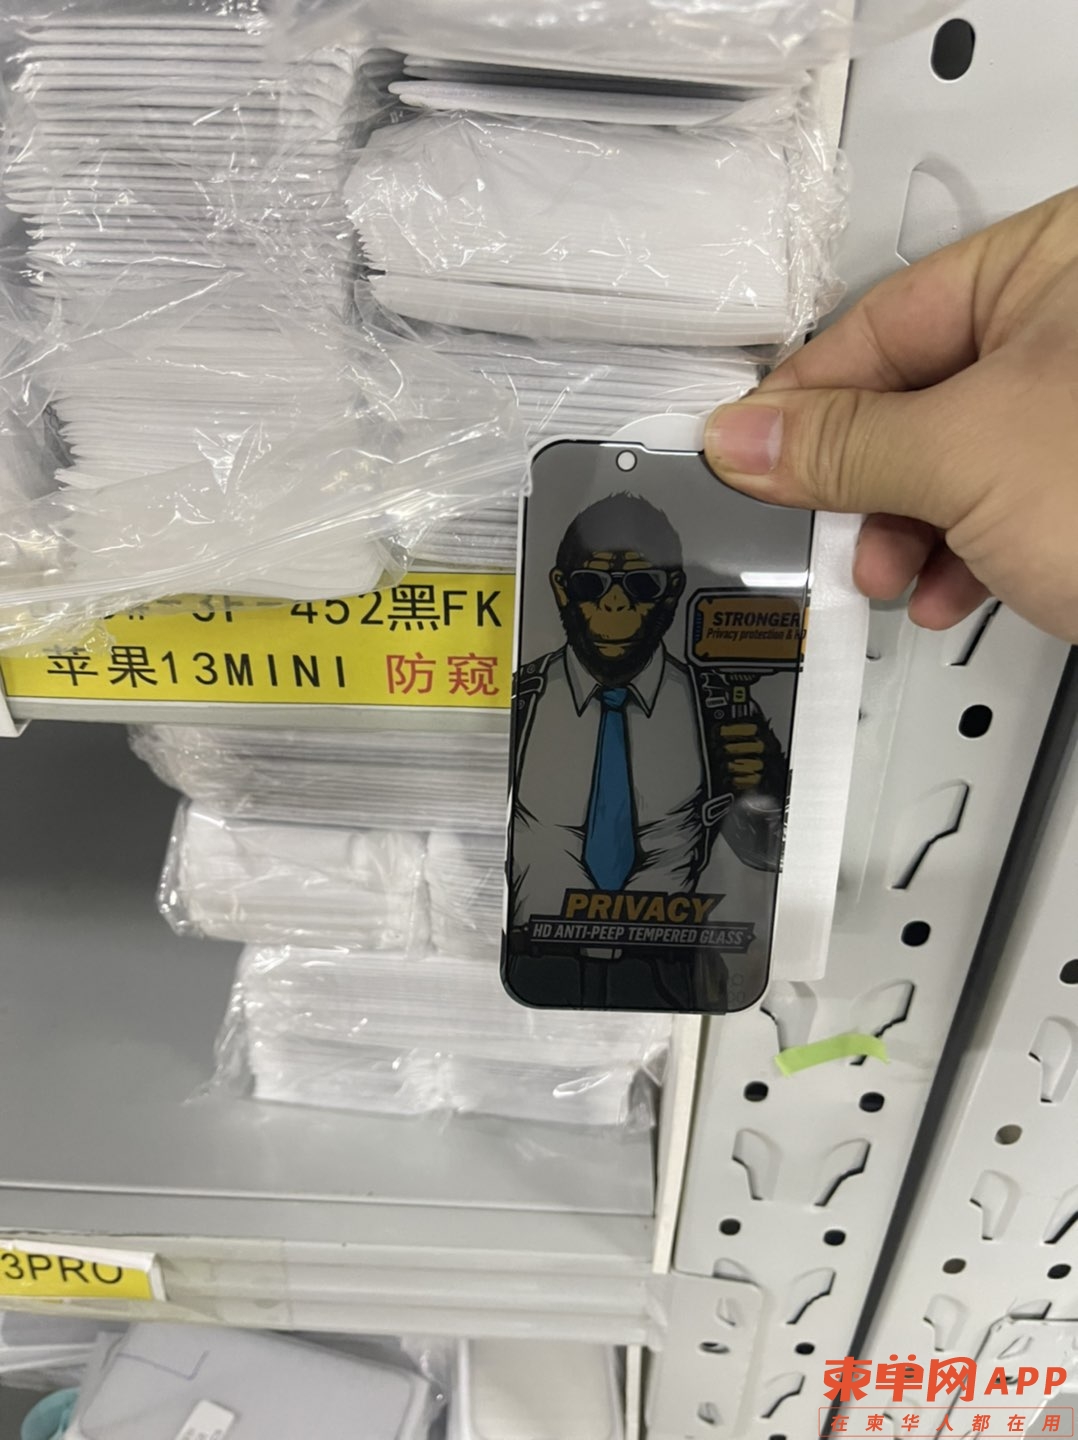 3F-452黑FK
苹果13MINI 防窥
STRONGER
Privacy protection & HD
PRIVACY
HD ANTI-PEEP TEMPERED GLASS
3PRO
柬单网APP
在柬华人都在用